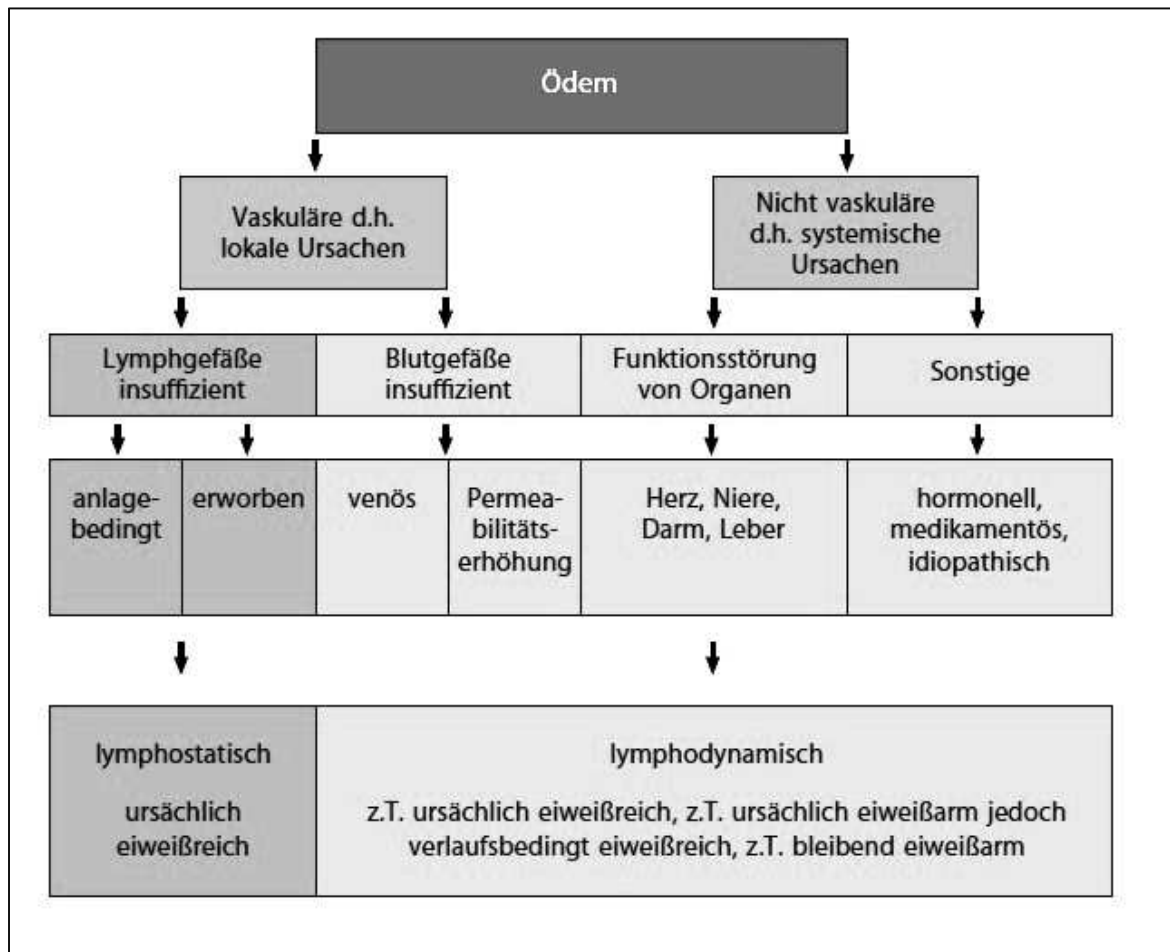 Ödem
Vaskuläre d.h.
lokale Ursachen
Nicht vaskuläre
d.h. systemische
Ursachen
Lymphgefäße
insuffizient
Blutgefäße
insuffizient
Funktionsstörung
von Organen
Sonstige
anlage-
bedingt
erworben
venös
Permea-
bilitäts-
erhöhung
Herz, Niere,
Darm, Leber
hormonell,
medikamentös,
idiopathisch
lymphostatisch
ursächlich
eiweißreich
lymphodynamisch
z.T. ursächlich eiweißreich, z.T. ursächlich eiweißarm jedoch
verlaufsbedingt eiweißreich, z.T. bleibend eiweißarm